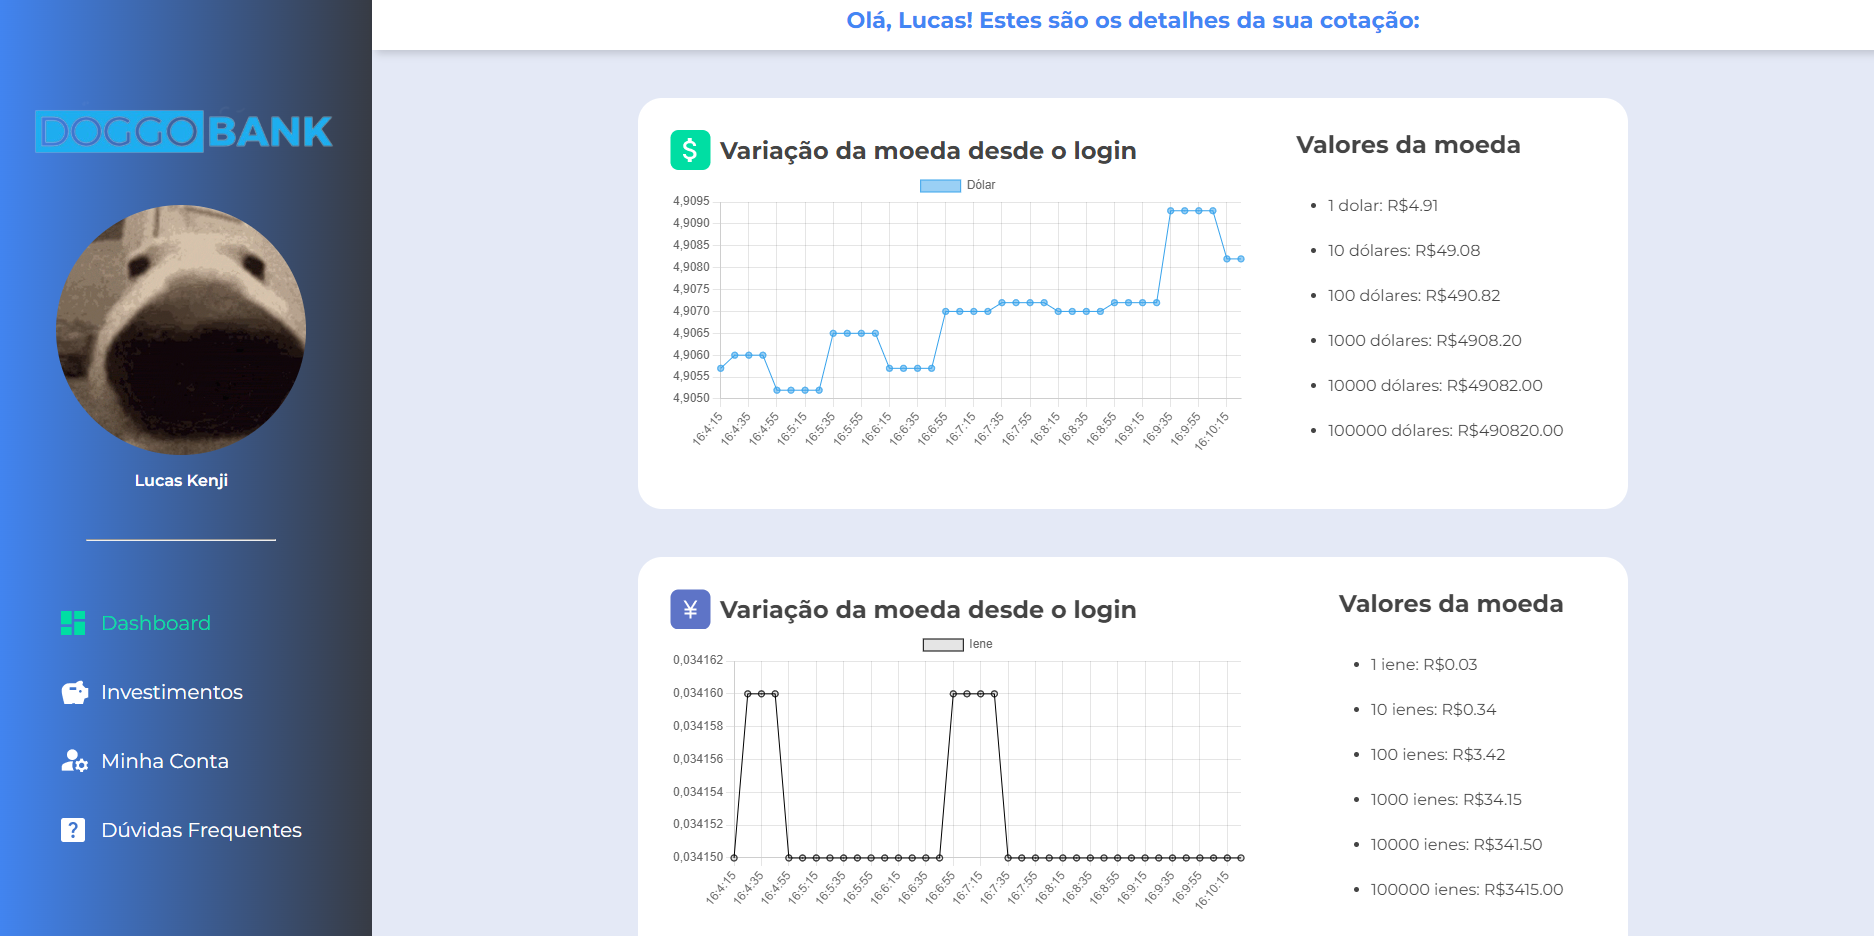 Olá, Lucas! Estes são os detalhes da sua cotação:
DOGGO BANK
Lucas Kenji
Dashboard
Investimentos
Minha Conta
Dúvidas Frequentes
$ Variação da moeda desde o login
Dólar
4,9095
4,9090
4,9085
4,9080
4,9075
4,9070
4,9065
4,9060
4,9055
4,9050
16:4:15 16:4:35 16:4:55 16:5:15 16:5:35 16:5:55 16:6:15 16:6:35 16:6:55 16:7:15 16:7:35 16:7:55 16:8:15 16:8:35 16:8:55 16:9:15 16:9:35 16:9:55 16:10:15
Valores da moeda
1 dolar: R$4.91
10 dólares: R$49.08
100 dólares: R$490.82
1000 dólares: R$4908.20
10000 dólares: R$49082.00
100000 dólares: R$490820.00
¥ Variação da moeda desde o login
Iene
0,034162
0,034160
0,034158
0,034156
0,034154
0,034152
0,034150
16:4:15 16:4:35 16:4:55 16:5:15 16:5:35 16:5:55 16:6:15 16:6:35 16:6:55 16:7:15 16:7:35 16:7:55 16:8:15 16:8:35 16:8:55 16:9:15 16:9:35 16:9:55 16:10:15
Valores da moeda
1 iene: R$0.03
10 ienes: R$0.34
100 ienes: R$3.42
1000 ienes: R$34.15
10000 ienes: R$341.50
100000 ienes: R$3415.00